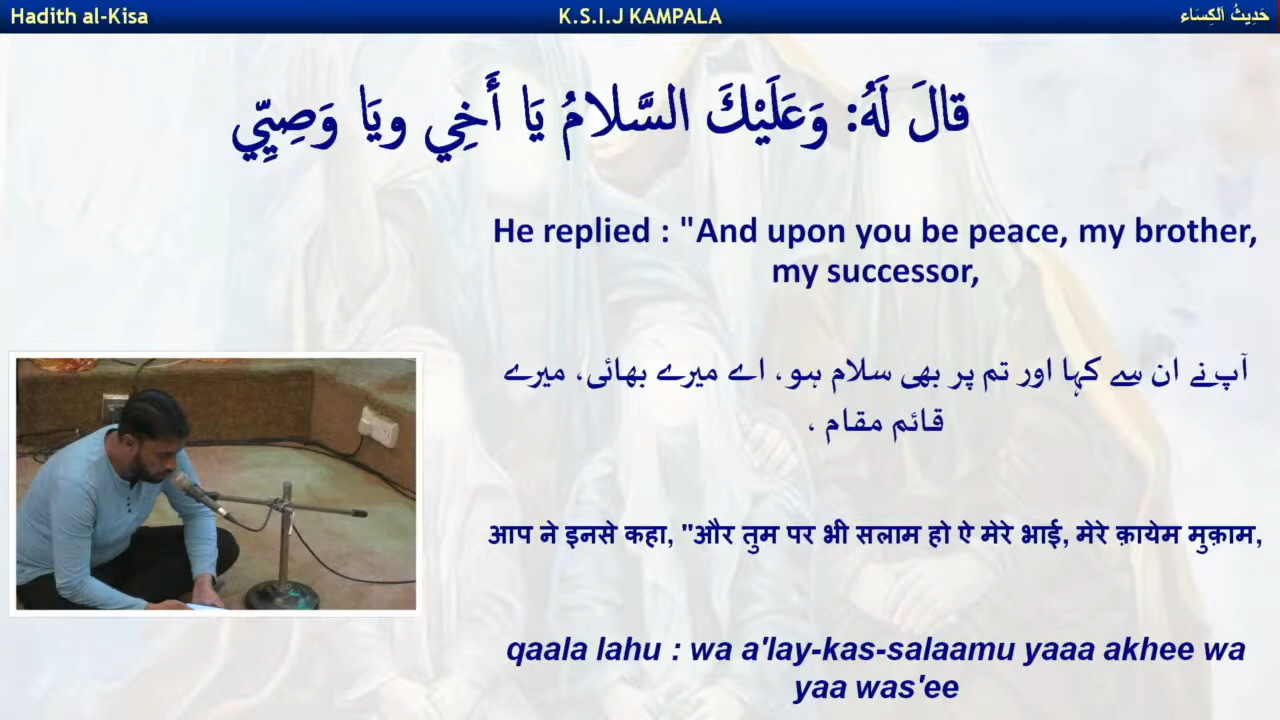 Hadith al-Kisa
K.S.I.J KAMPALA
حَدِيثُ اَلكِسَاء
قالَ لَهُ: وَعَلَيْكَ السَّلامُ يَا أَخِي ويَا وَصِيِّي
He replied : "And upon you be peace, my brother,
my successor,
آپ نے ان سے کہا اور تم پر بھی سلام ہو، اے میرے بھائی، میرے
قائم مقام ،
आप ने इनसे कहा, "और तुम पर भी सलाम हो ऐ मेरे भाई, मेरे क़ायेम मुक़ाम,
qaala lahu : wa a'lay-kas-salaamu yaaa akhee wa
yaa was'ee